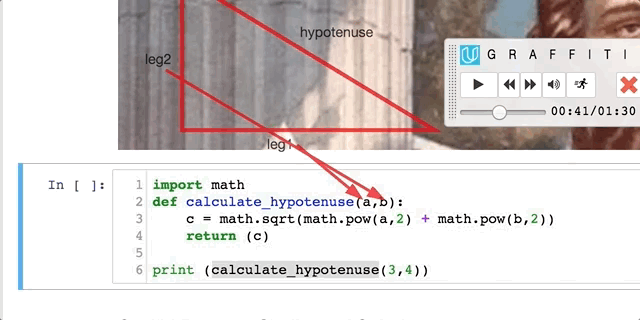 hypotenuse
G R A F F I T I
leg2
00:41/01:30
leg1
In [ ]:
1 import math
2 def calculate_hypotenuse(a,b):
3 c = math.sqrt(math.pow(a,2) + math.pow(b,2))
4 return (c)
5
6 print (calculate_hypotenuse(3,4))